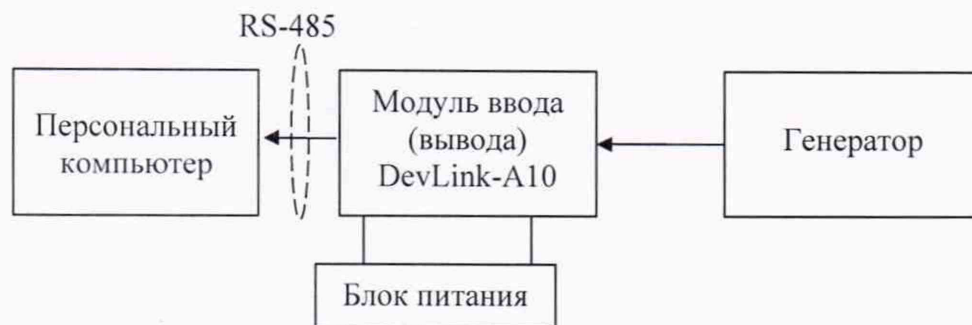 RS-485
Персональный
компьютер
Модуль ввода
(вывода)
DevLink-A10
Генератор
Блок питания